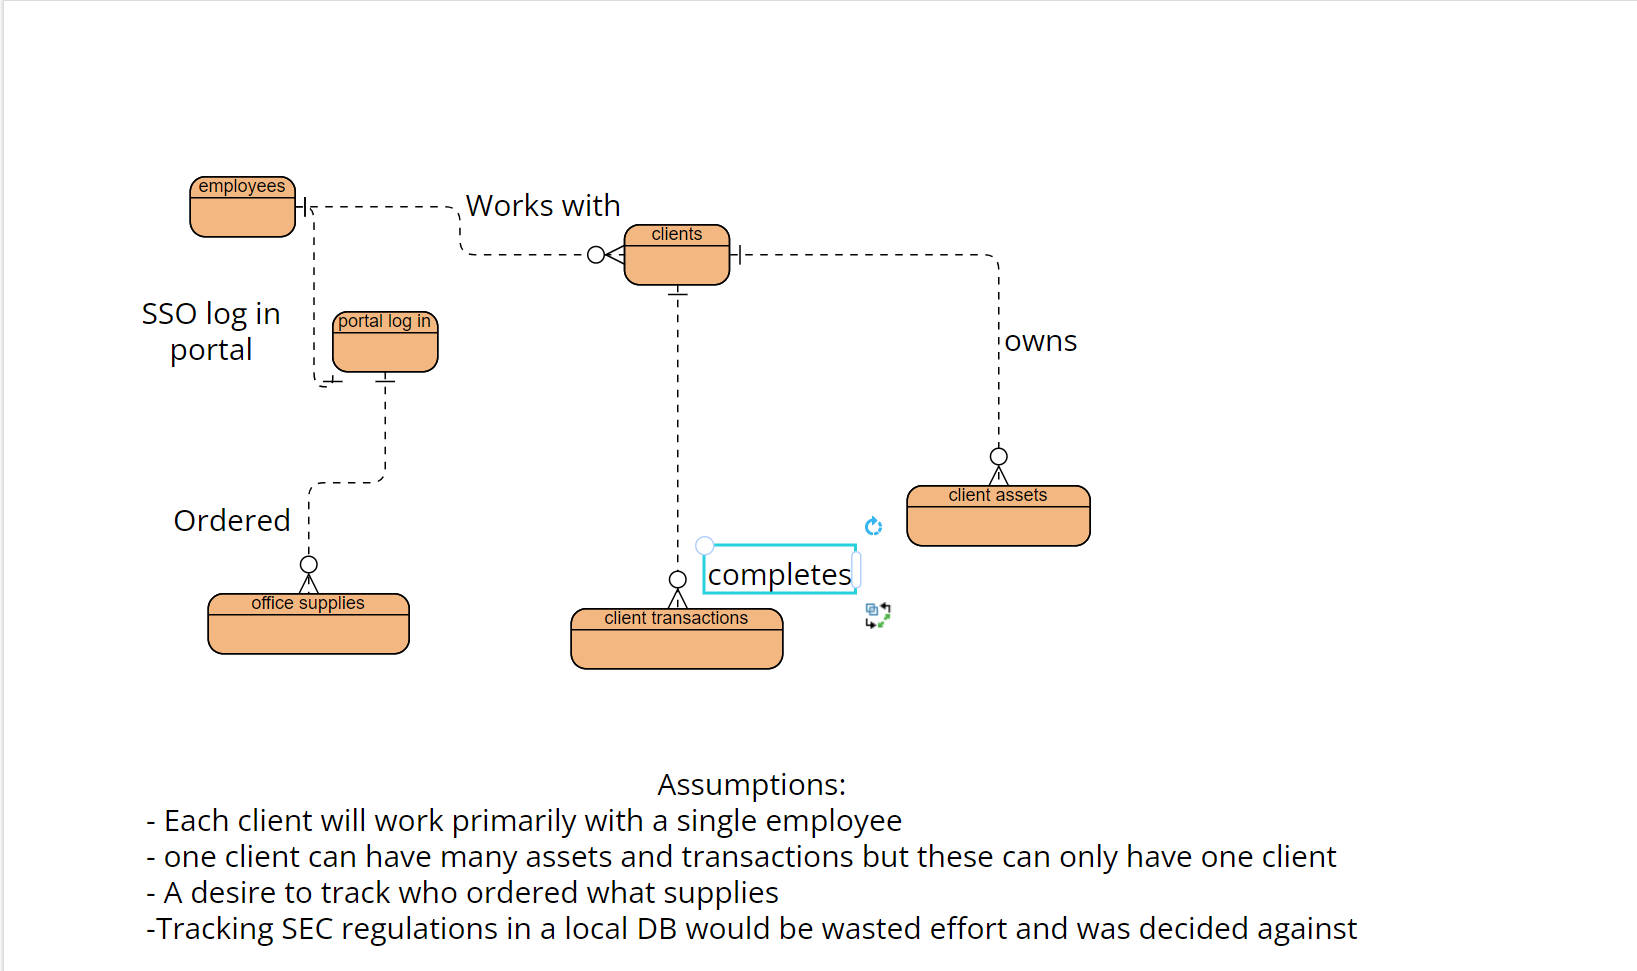 employees
Works with
clients
SSO log in
portal
portal log in
owns
client assets
Ordered
completes
office supplies
client transactions
Assumptions:
- Each client will work primarily with a single employee
- one client can have many assets and transactions but these can only have one client
- A desire to track who ordered what supplies
-Tracking SEC regulations in a local DB would be wasted effort and was decided against